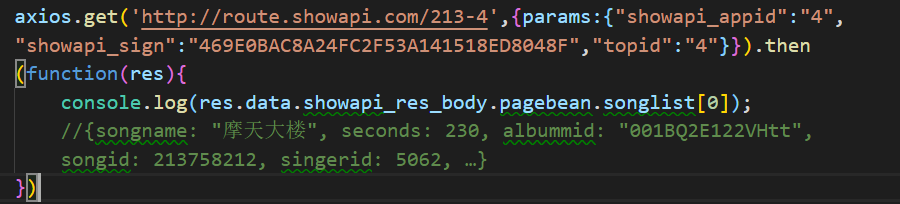 axios.get('http://route.showapi.com/213-4',{params:{"showapi_appid":"4",
"showapi_sign":"469E0BAC8A24FC2F53A141518ED8048F","topid":"4"}}).then
(function(res){
    console.log(res.data.showapi_res_body.pagebean.songlist[0]);
    //{songname: "摩天大楼", seconds: 230, albummid: "001BQ2E122VHtt",
    songid: 213758212, singerid: 5062, …}
})